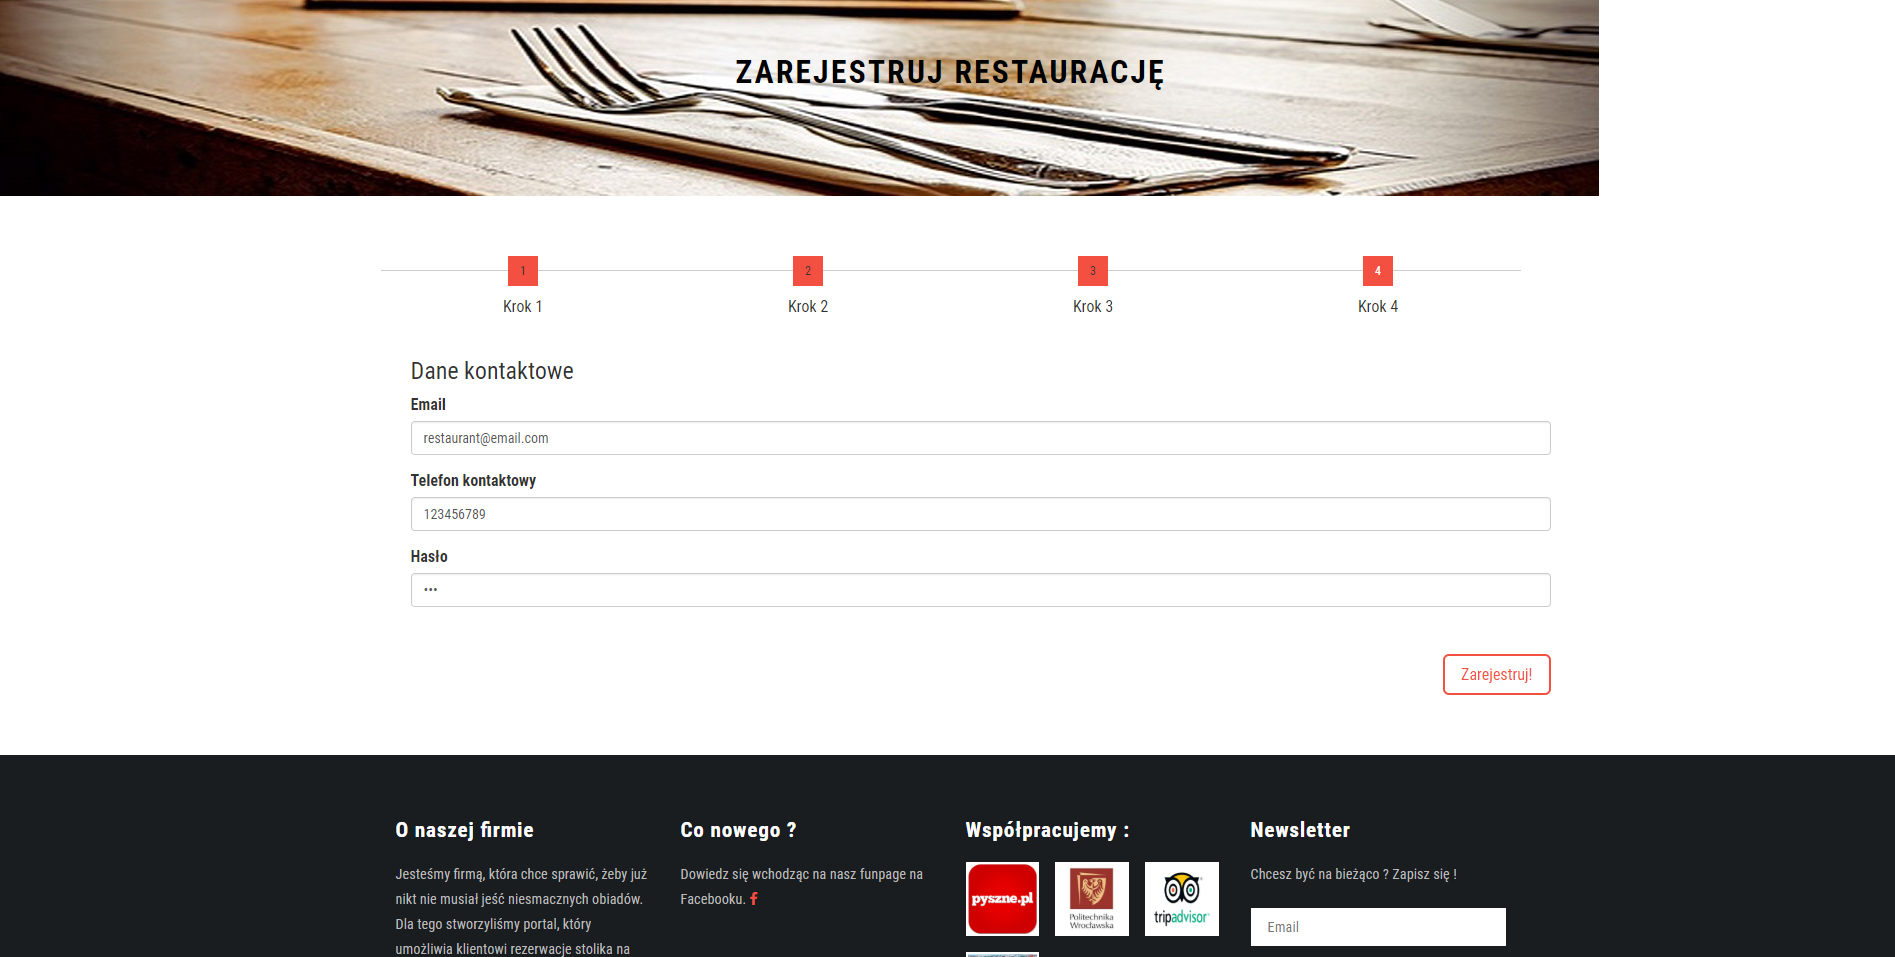 ZAREJESTRUJ RESTAURACJĘ
1
2
3
4
Krok 1
Krok 2
Krok 3
Krok 4
Dane kontaktowe
Email
restaurant@email.com
Telefon kontaktowy
123456789
Hasło
•••
Zarejestruj!
O naszej firmie
Jesteśmy firmą, która chce sprawić, żeby już
nikt nie musiał jeść niesmacznych obiadów.
Dla tego stworzyliśmy portal, który
umożliwia klientowi rezerwacje stolika na
Co nowego ?
Dowiedz się wchodząc na nasz funpage na
Facebooku.
Współpracujemy :
pyszne.pl
Politechnika
Wrocławska
tripadvisor
Newsletter
Chcesz być na bieżąco ? Zapisz się !
Email